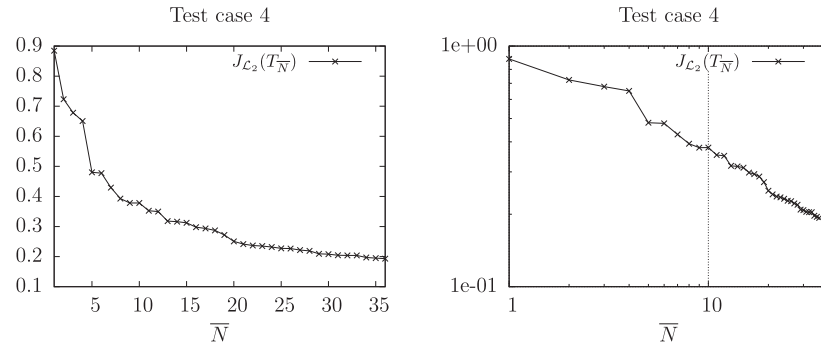 Test case 4
0.9
0.8
0.7
0.6
0.5
0.4
0.3
0.2
0.1
5 10 15 20 25 30 35
N̅
J_{ℒ₂}(T_{N̅})
Test case 4
1e+00
1e-01
1 10
N̅
J_{ℒ₂}(T_{N̅})